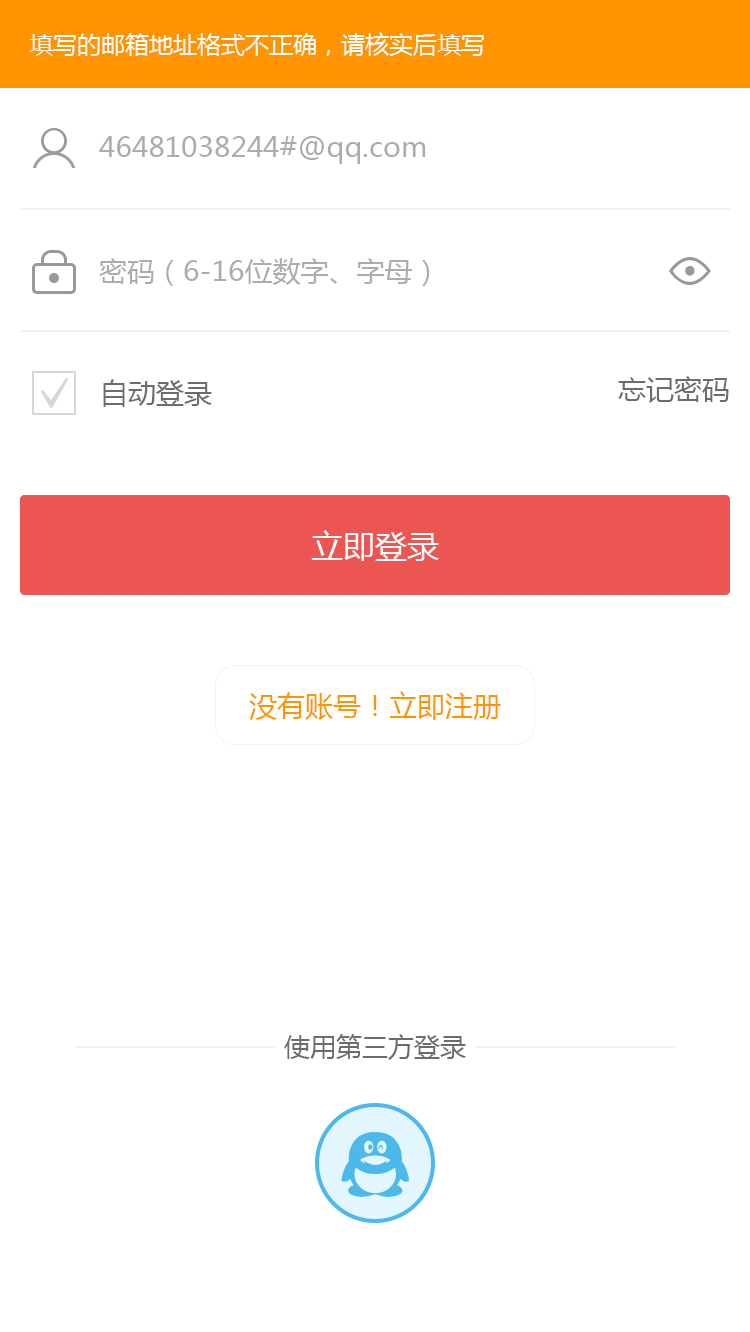 填写的邮箱地址格式不正确，请核实后填写
46481038244#@qq.com
密码（6-16位数字、字母）
自动登录
忘记密码
立即登录
没有账号！立即注册
使用第三方登录